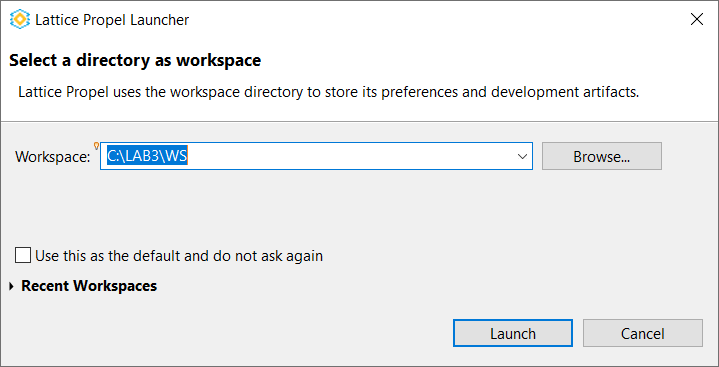 Lattice Propel Launcher
Select a directory as workspace
Lattice Propel uses the workspace directory to store its preferences and development artifacts.
Workspace: C:\LAB3\WS Browse...
Use this as the default and do not ask again
Recent Workspaces
Launch Cancel